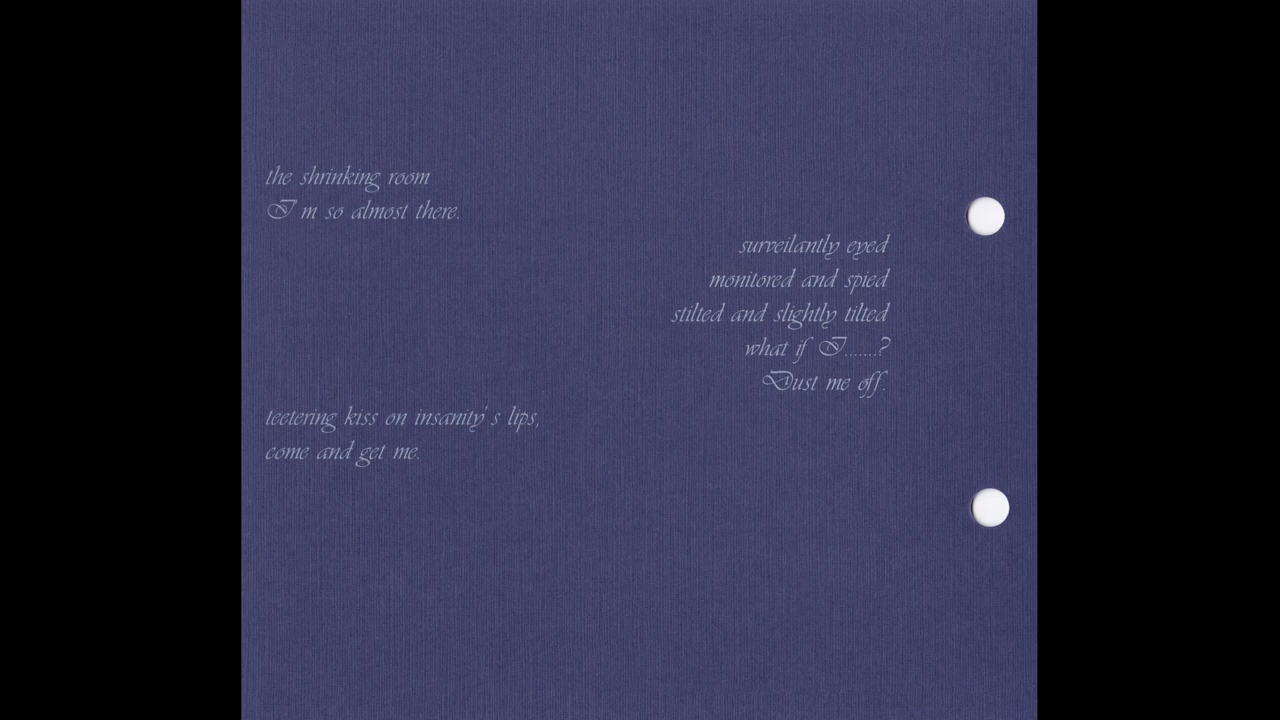 the shrinking room
I'm so almost there.
surveilantly eyed
monitored and spied
stilted and slightly tilted
what if I.......?
Dust me off.
teetering kiss on insanity's lips,
come and get me.